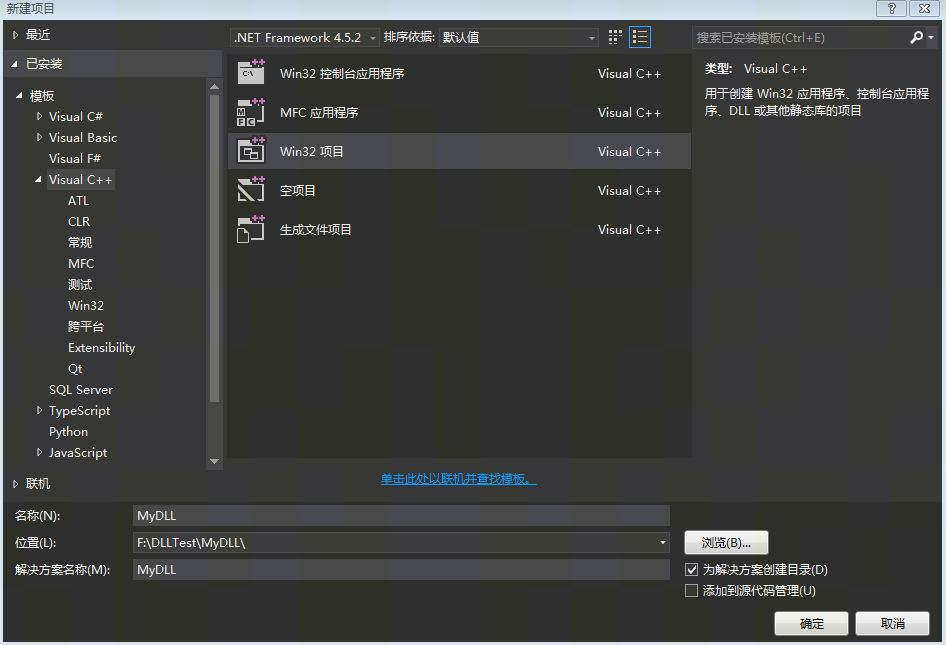 新建项目
最近
.NET Framework 4.5.2 排序依据: 默认值
搜索已安装模板(Ctrl+E)
已安装
模板
Visual C#
Visual Basic
Visual F#
Visual C++
ATL
CLR
常规
MFC
测试
Win32
跨平台
Extensibility
Qt
SQL Server
TypeScript
Python
JavaScript
联机
Win32 控制台应用程序 Visual C++
MFC 应用程序 Visual C++
Win32 项目 Visual C++
空项目 Visual C++
生成文件项目 Visual C++
单击此处以联机并查找模板。
类型: Visual C++
用于创建 Win32 应用程序、控制台应用程
序、DLL 或其他静态库的项目
名称(N): MyDLL
位置(L): F:\DLLTest\MyDLL\ 浏览(B)...
解决方案名称(M): MyDLL 为解决方案创建目录(D)
添加到源代码管理(U)
确定 取消